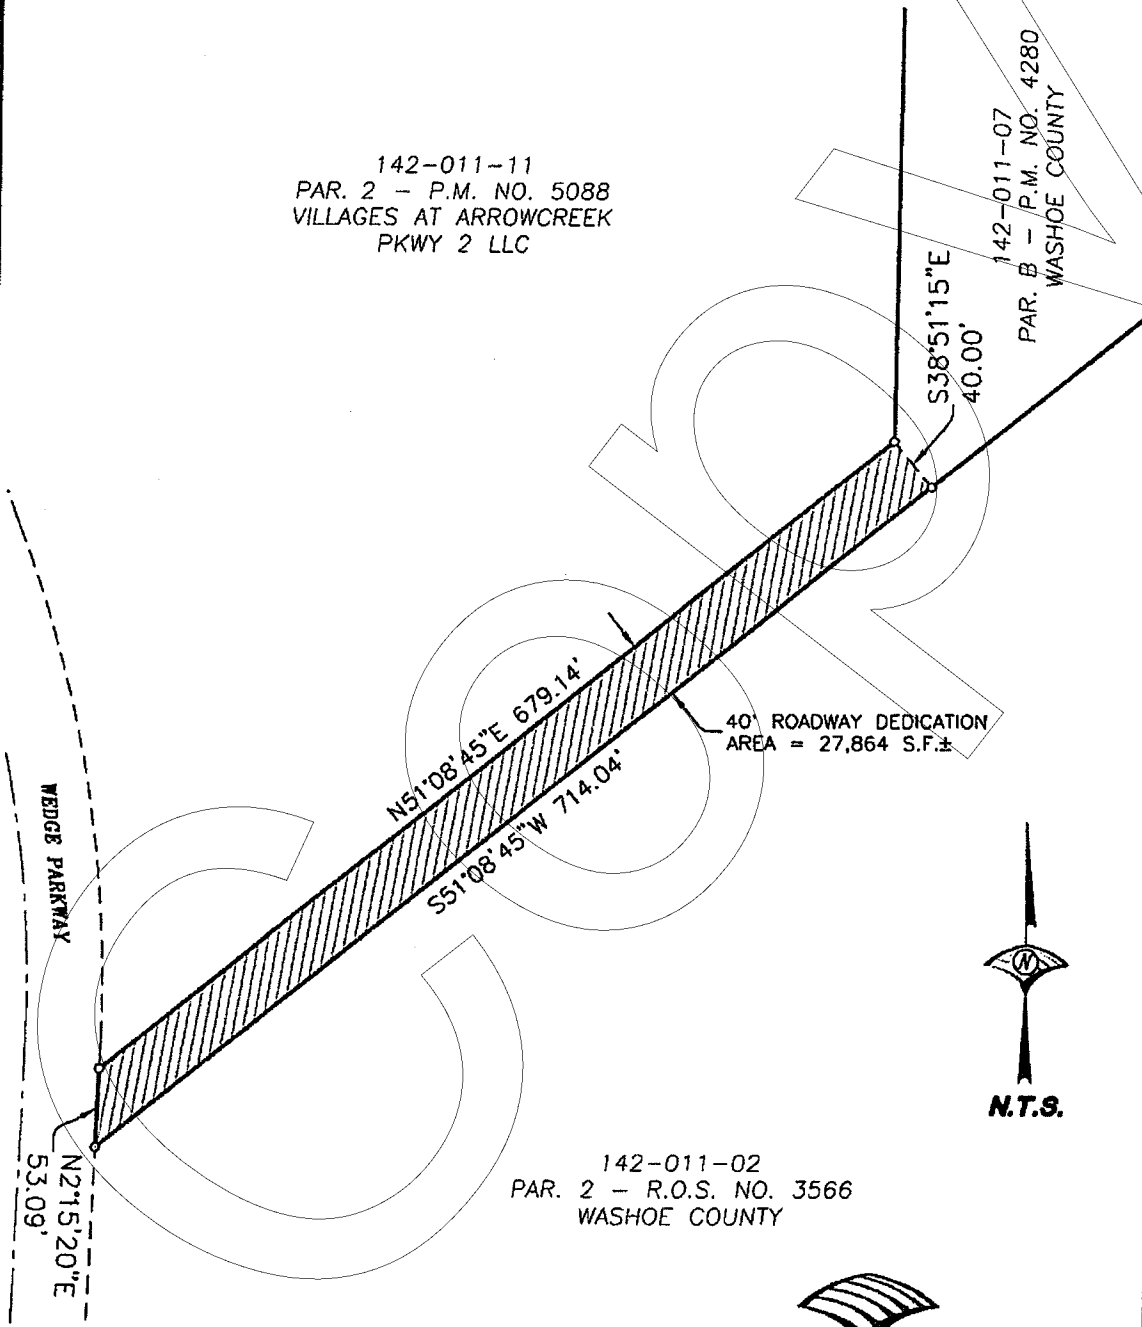 142-011-11
PAR. 2 - P.M. NO. 5088
VILLAGES AT ARROWCREEK
PKWY 2 LLC
142-011-07
PAR. B - P.M. NO. 4280
WASHOE COUNTY
S38°51'15"E
40.00'
N51°08'45"E 679.14'
S51°08'45"W 714.04'
40' ROADWAY DEDICATION
AREA = 27,864 S.F.±
WEDGE PARKWAY
N2°15'20"E
53.09'
N
N.T.S.
142-011-02
PAR. 2 - R.O.S. NO. 3566
WASHOE COUNTY
Copy